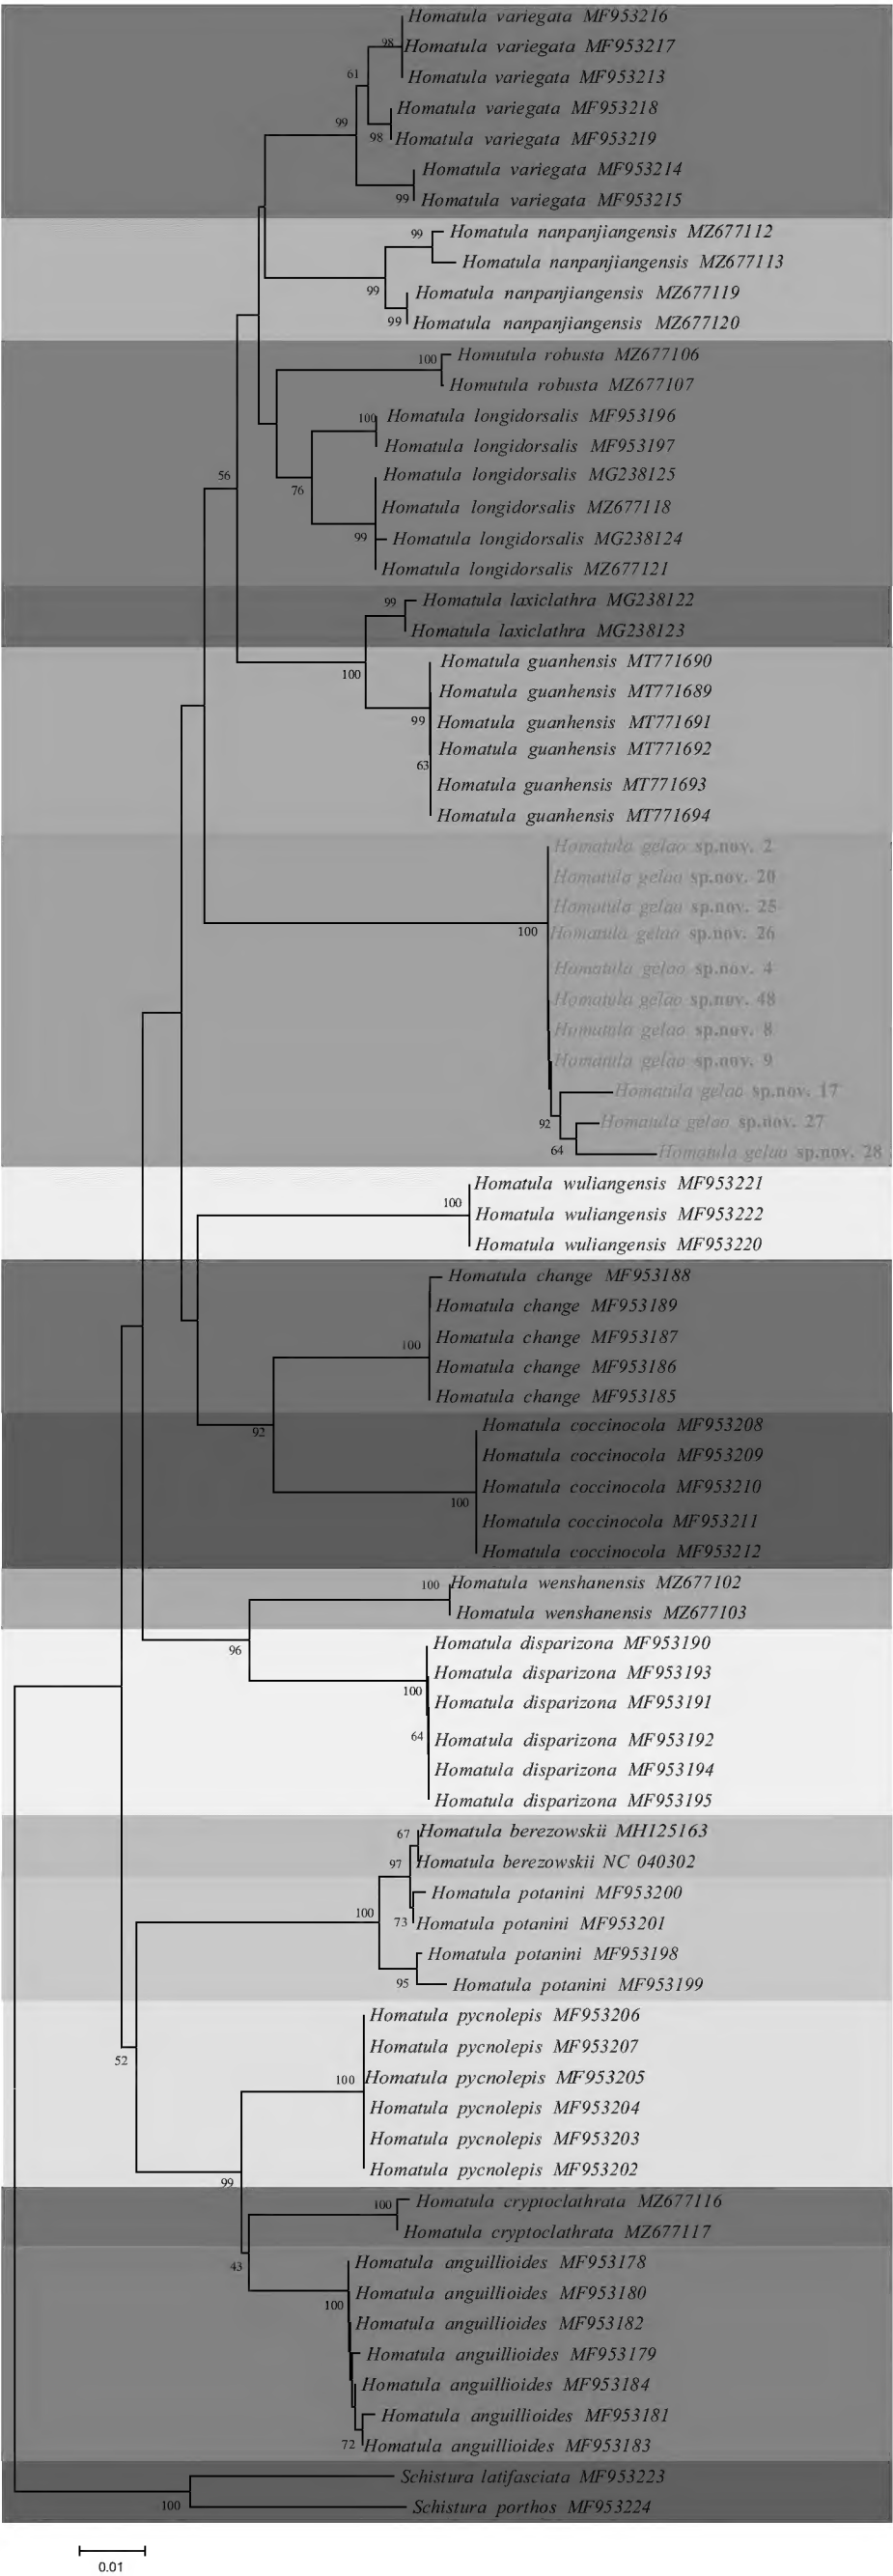 Homatula variegata MF953216
98 Homatula variegata MF953217
61 Homatula variegata MF953213
Homatula variegata MF953218
99
98 Homatula variegata MF953219
Homatula variegata MF953214
99 Homatula variegata MF953215
99 Homatula nanpanjiangensis MZ677112
Homatula nanpanjiangensis MZ677113
99 Homatula nanpanjiangensis MZ677119
99 Homatula nanpanjiangensis MZ677120
100 Homutula robusta MZ677106
Homutula robusta MZ677107
100 Homatula longidorsalis MF953196
Homatula longidorsalis MF953197
56 Homatula longidorsalis MG238125
76
Homatula longidorsalis MZ677118
99 Homatula longidorsalis MG238124
Homatula longidorsalis MZ677121
99 Homatula laxiclathra MG238122
Homatula laxiclathra MG238123
Homatula guanhensis MT771690
100
Homatula guanhensis MT771689
99 Homatula guanhensis MT771691
Homatula guanhensis MT771692
63
Homatula guanhensis MT771693
Homatula guanhensis MT771694
Homatula gelao sp.nov. 2
Homatula gelao sp.nov. 20
Homatula gelao sp.nov. 25
100 Homatula gelao sp.nov. 26
Homatula gelao sp.nov. 4
Homatula gelao sp.nov. 48
Homatula gelao sp.nov. 8
Homatula gelao sp.nov. 9
Homatula gelao sp.nov. 17
92 Homatula gelao sp.nov. 27
64 Homatula gelao sp.nov. 28
Homatula wuliangensis MF953221
100
Homatula wuliangensis MF953222
Homatula wuliangensis MF953220
Homatula change MF953188
Homatula change MF953189
Homatula change MF953187
100
Homatula change MF953186
Homatula change MF953185
Homatula coccinocola MF953208
92
Homatula coccinocola MF953209
Homatula coccinocola MF953210
100
Homatula coccinocola MF953211
Homatula coccinocola MF953212
100 Homatula wenshanensis MZ677102
Homatula wenshanensis MZ677103
Homatula disparizona MF953190
96
Homatula disparizona MF953193
100
Homatula disparizona MF953191
64 Homatula disparizona MF953192
Homatula disparizona MF953194
Homatula disparizona MF953195
67 Homatula berezowskii MH125163
97 Homatula berezowskii NC 040302
Homatula potanini MF953200
100
73 Homatula potanini MF953201
Homatula potanini MF953198
95 Homatula potanini MF953199
Homatula pycnolepis MF953206
Homatula pycnolepis MF953207
52
100 Homatula pycnolepis MF953205
Homatula pycnolepis MF953204
Homatula pycnolepis MF953203
Homatula pycnolepis MF953202
99
100 Homatula cryptoclathrata MZ677116
Homatula cryptoclathrata MZ677117
Homatula anguillioides MF953178
43
Homatula anguillioides MF953180
100
Homatula anguillioides MF953182
Homatula anguillioides MF953179
Homatula anguillioides MF953184
Homatula anguillioides MF953181
72 Homatula anguillioides MF953183
Schistura latifasciata MF953223
100 Schistura porthos MF953224
0.01